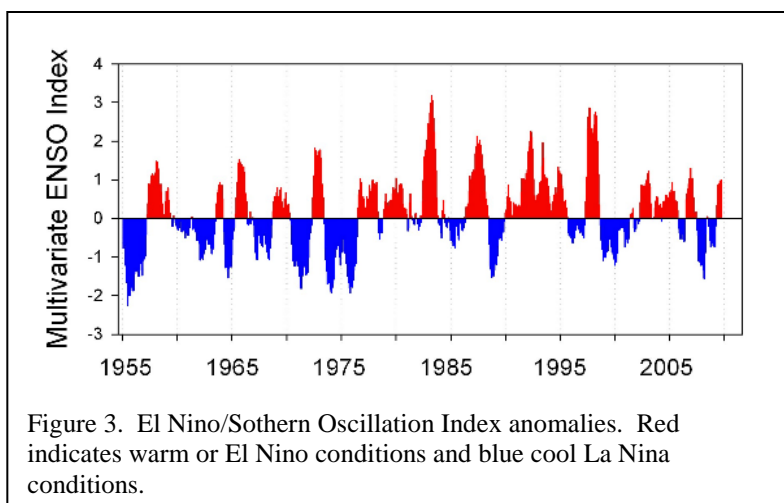 Multivariate ENSO Index
4
3
2
1
0
-1
-2
-3
1955 1965 1975 1985 1995 2005
Figure 3. El Nino/Sothern Oscillation Index anomalies. Red
indicates warm or El Nino conditions and blue cool La Nina
conditions.